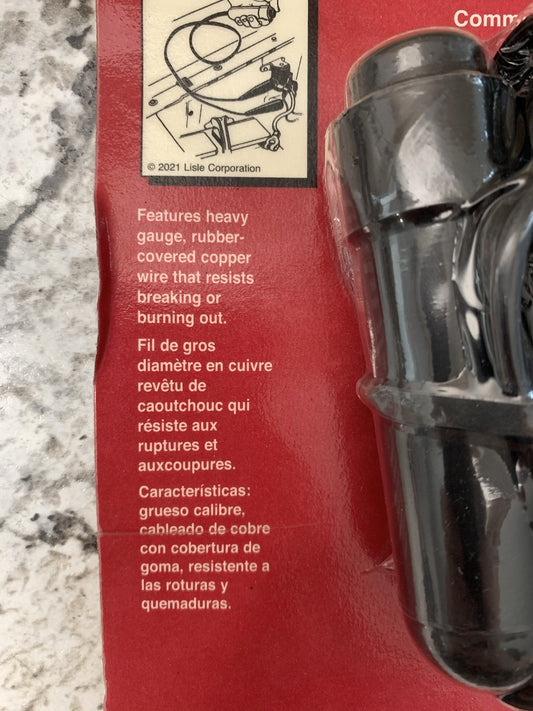 Comm
© 2021 Lisle Corporation
Features heavy
gauge, rubber-
covered copper
wire that resists
breaking or
burning out.
Fil de gros
diamètre en cuivre
revêtu de
caoutchouc qui
résiste aux
ruptures et
auxcoupures.
Características:
grueso calibre,
cableado de cobre
con cobertura de
goma, resistente a
las roturas y
quemaduras.